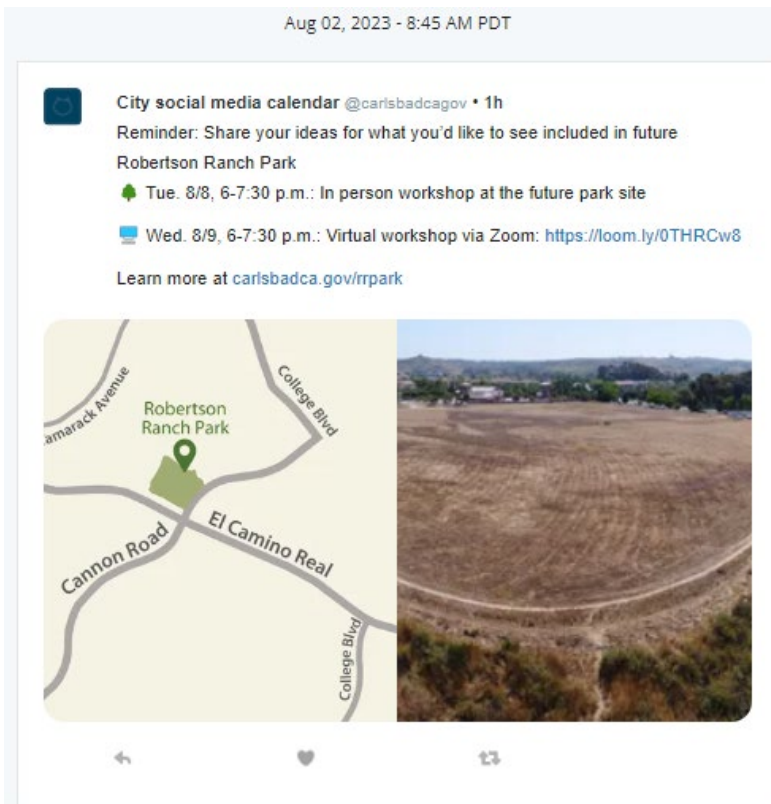 Aug 02, 2023 - 8:45 AM PDT
City social media calendar @carlsbadcagov • 1h
Reminder: Share your ideas for what you'd like to see included in future
Robertson Ranch Park
🌲 Tue. 8/8, 6-7:30 p.m.: In person workshop at the future park site
🖥️ Wed. 8/9, 6-7:30 p.m.: Virtual workshop via Zoom: https://loom.ly/0THRCw8
Learn more at carlsbadca.gov/rrpark
amarack Avenue
College Blvd
Robertson
Ranch Park
El Camino Real
Cannon Road
College Blvd